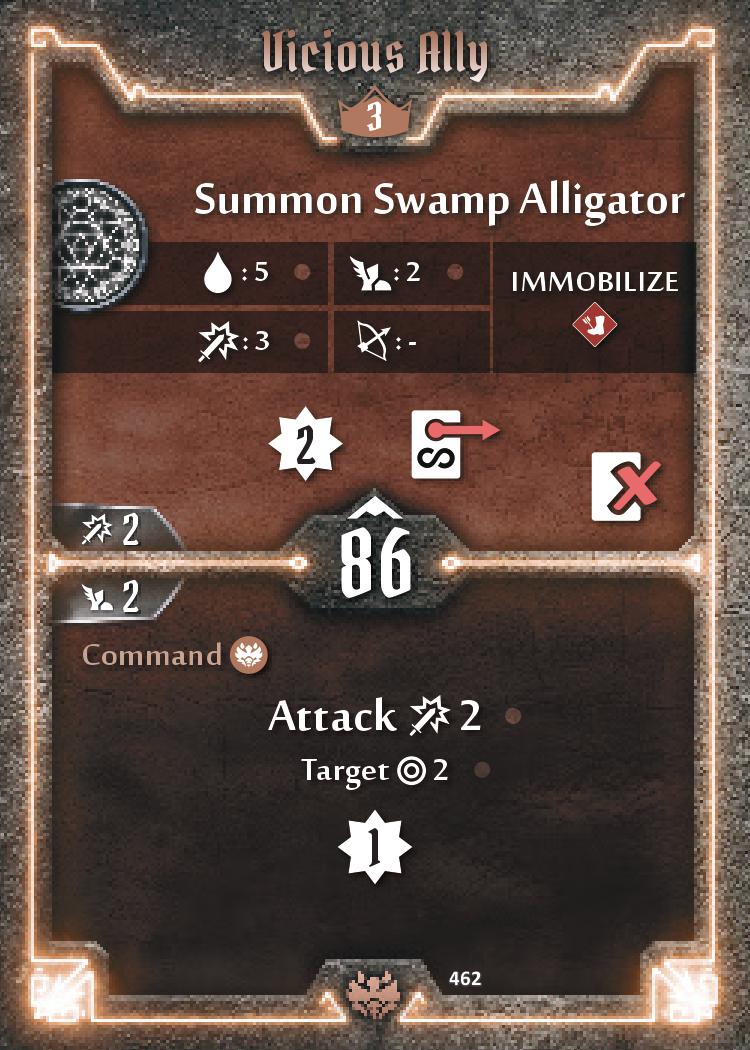 Vicious Ally
3
Summon Swamp Alligator
: 5
: 2
IMMOBILIZE
: 3
: -
2
2
86
2
Command
Attack 2
Target 2
1
462